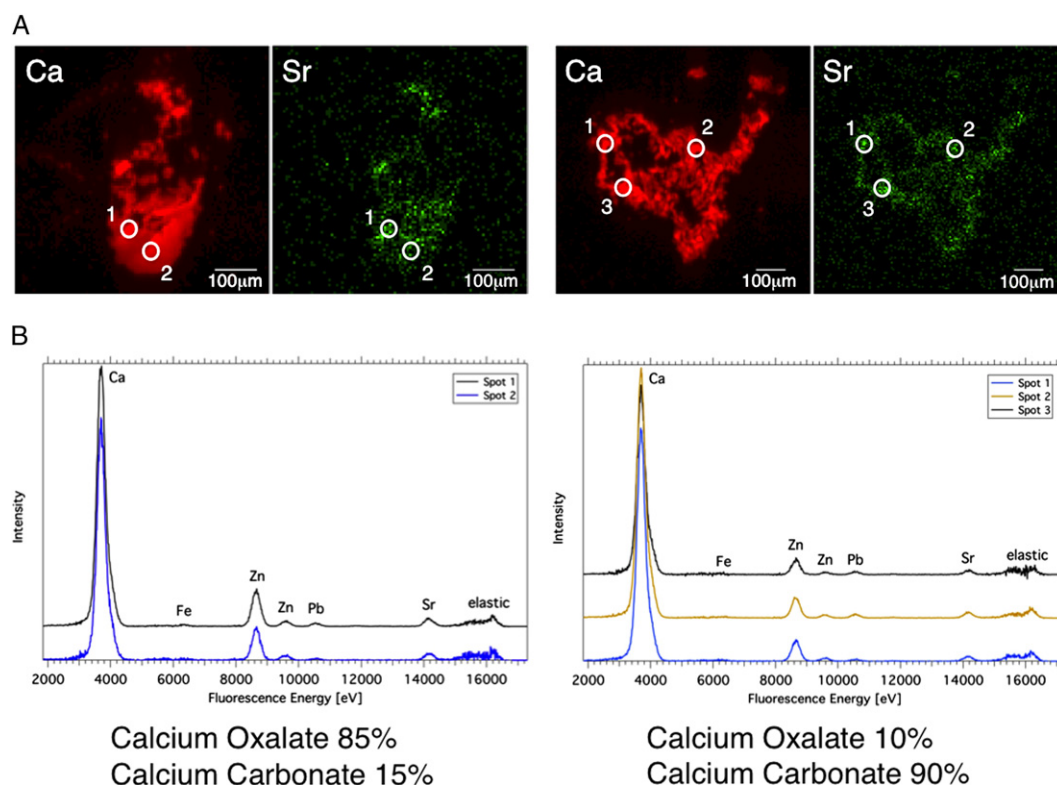 A
Ca
Sr
Ca
Sr
1
2
100μm
1
2
100μm
1
2
3
100μm
1
2
3
100μm
B
Ca
Fe
Zn
Zn
Pb
Sr
elastic
Spot 1
Spot 2
Intensity
2000 4000 6000 8000 10000 12000 14000 16000
Fluorescence Energy [eV]
Ca
Fe
Zn
Zn
Pb
Sr
elastic
Spot 1
Spot 2
Spot 3
Intensity
2000 4000 6000 8000 10000 12000 14000 16000
Fluorescence Energy [eV]
Calcium Oxalate 85%
Calcium Carbonate 15%
Calcium Oxalate 10%
Calcium Carbonate 90%